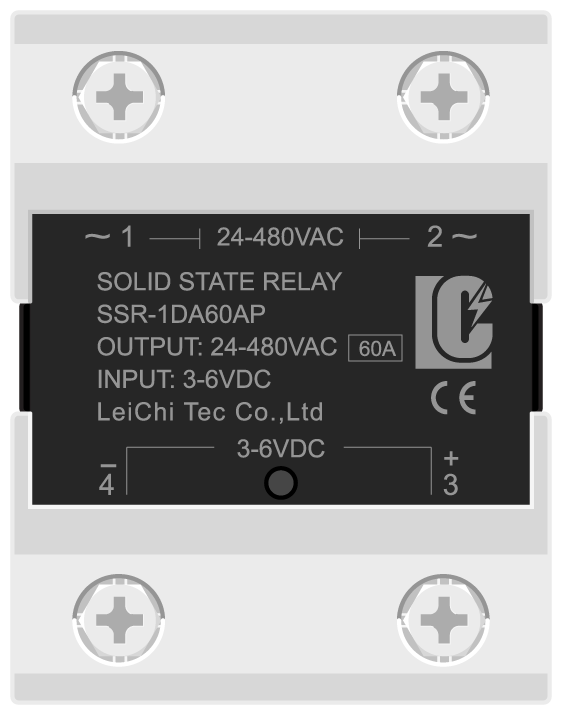 ~ 1 24-480VAC 2 ~
SOLID STATE RELAY
SSR-1DA60AP
OUTPUT: 24-480VAC 60A
INPUT: 3-6VDC
LeiChi Tec Co.,Ltd
CE
3-6VDC
− 4
+ 3